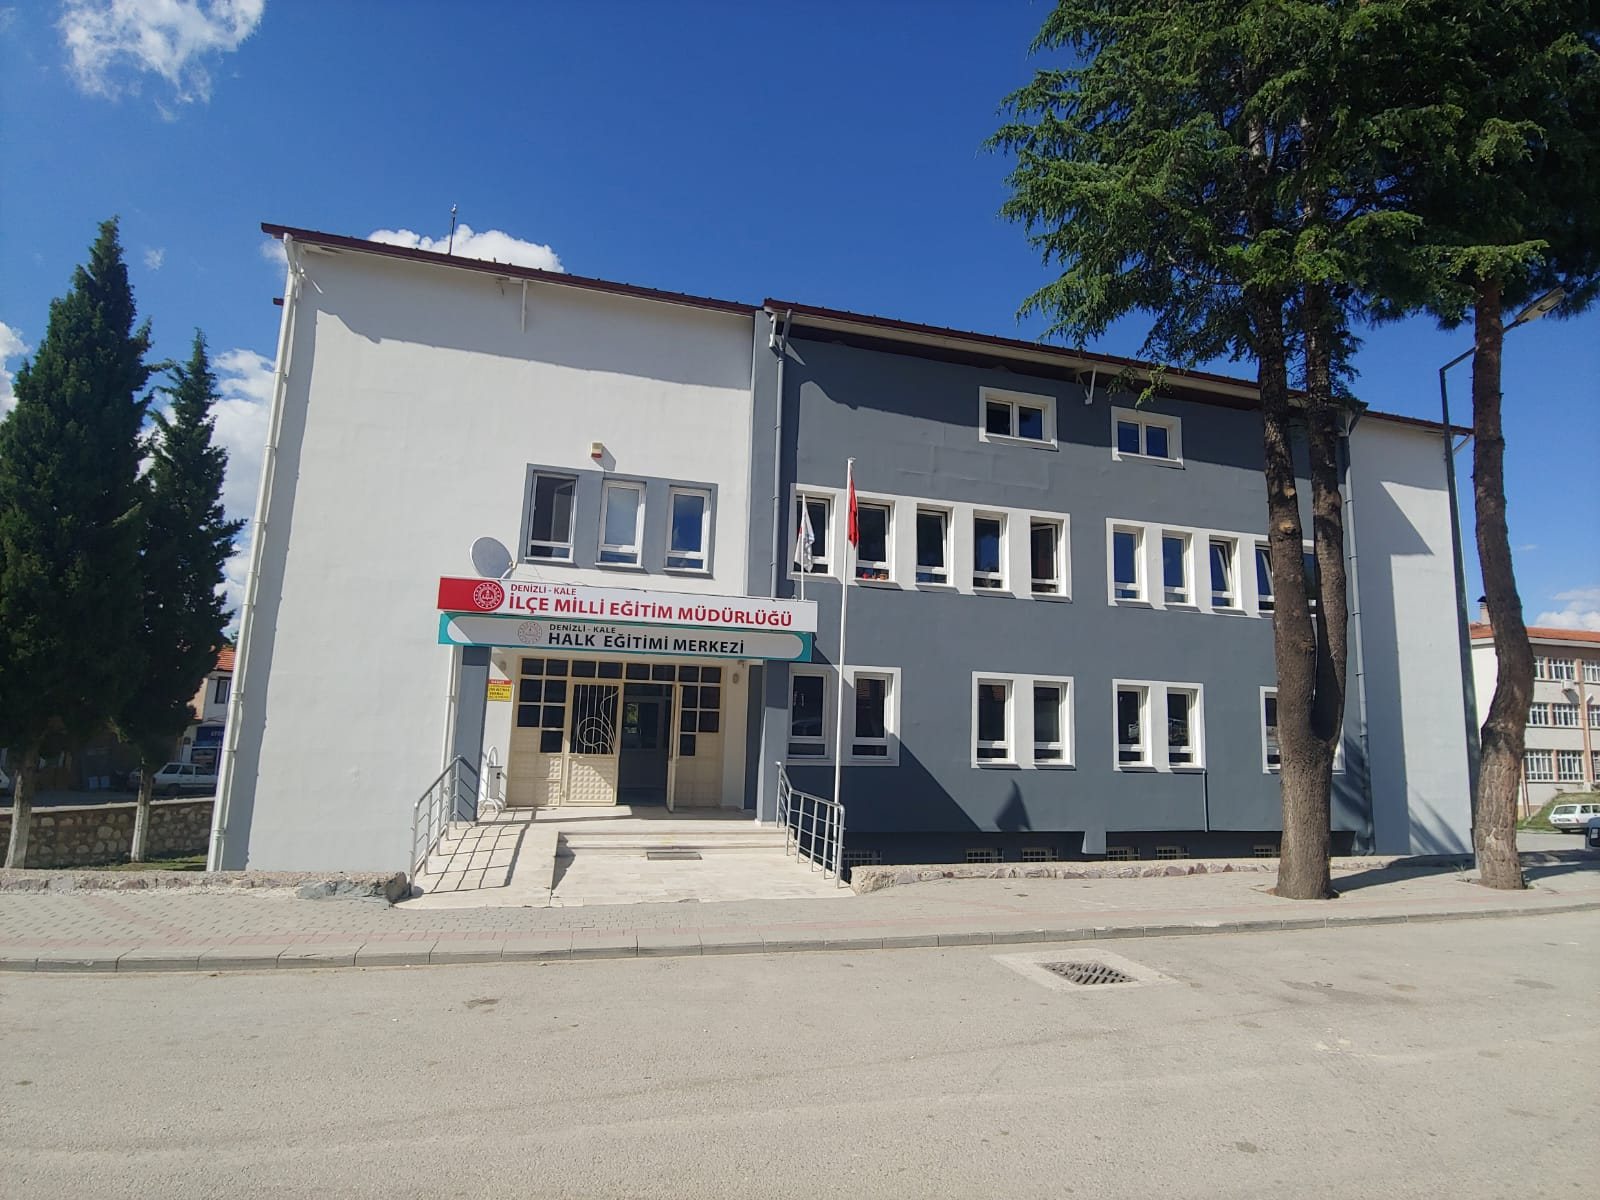 DENİZLİ - KALE
İLÇE MİLLİ EĞİTİM MÜDÜRLÜĞÜ
DENİZLİ - KALE
HALK EĞİTİMİ MERKEZİ